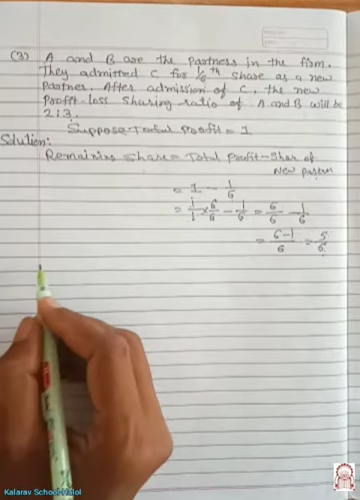 (3) A and B are the partners in the firm.
They admitted C for 1/6th share as a new
partner. After admission of C, the new
profit-loss sharing ratio of A and B will be
2:3.
Suppose Total Profit = 1
Solution:
Remaining Share = Total Profit - Share of
New partner
= 1 - 1/6
= 1/1 × 6/6 - 1/6 = 6/6 - 1/6
= 6-1/6 = 5/6
Kalarav School Halol